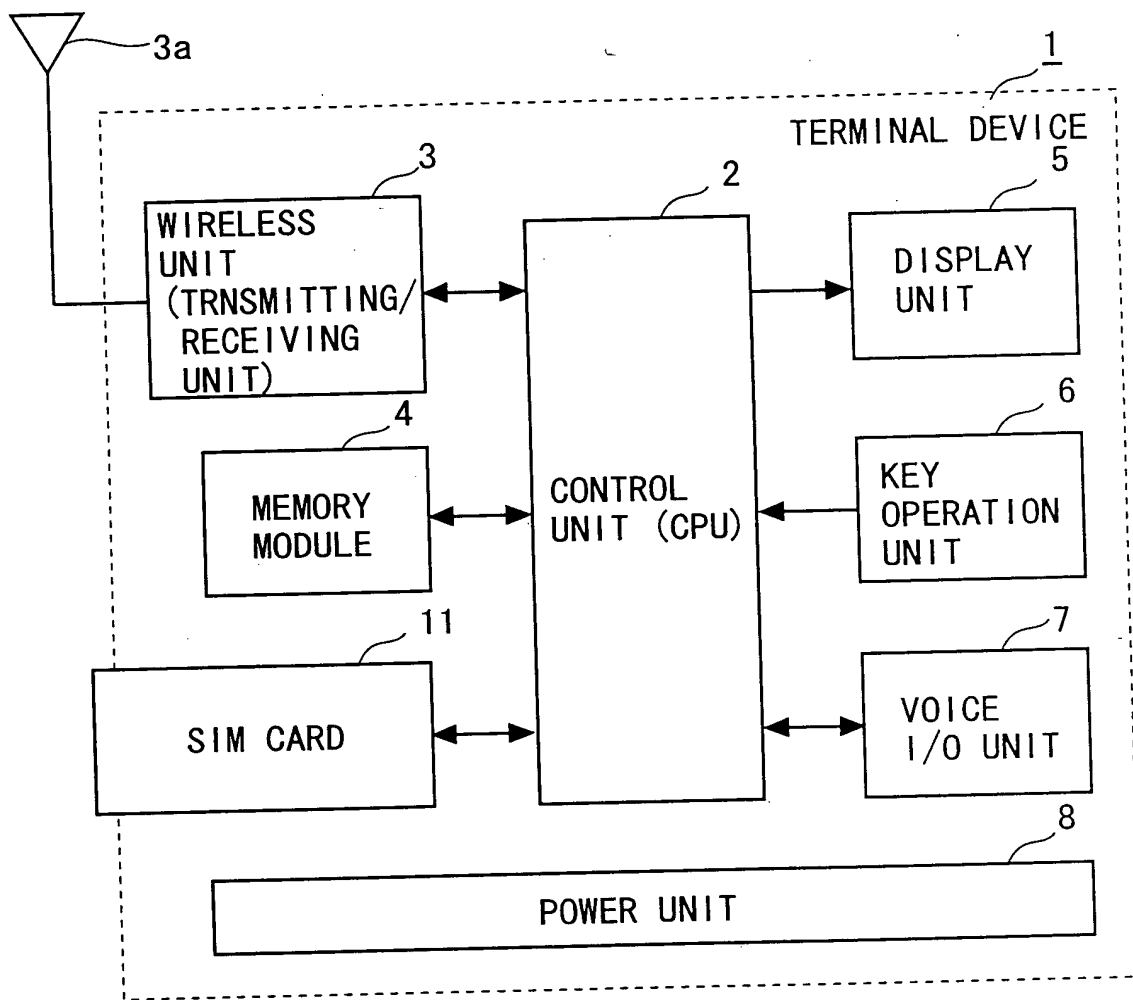 3a
1
TERMINAL DEVICE
3
WIRELESS
UNIT
(TRNSMITTING/
RECEIVING
UNIT)
2
CONTROL
UNIT (CPU)
5
DISPLAY
UNIT
4
MEMORY
MODULE
6
KEY
OPERATION
UNIT
11
SIM CARD
7
VOICE
I/O UNIT
8
POWER UNIT